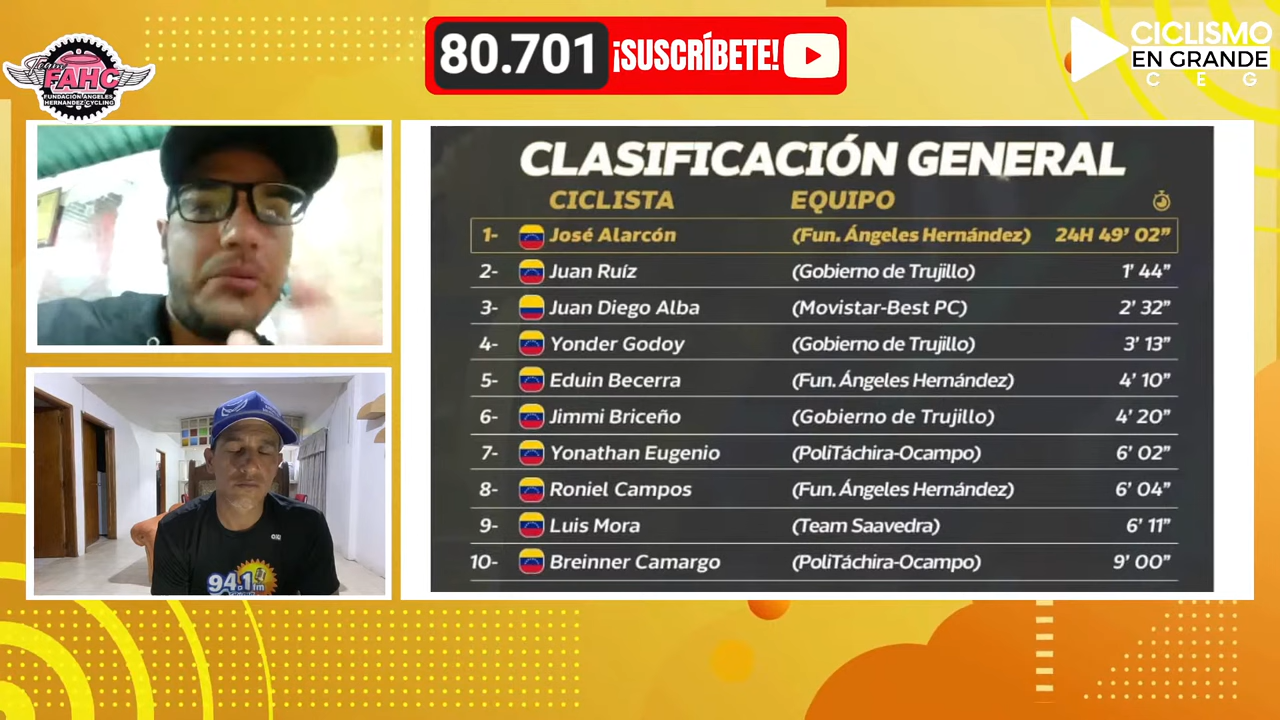 Team
FAHC
FUNDACIÓN ÁNGELES
HERNÁNDEZ CYCLING
80.701 ¡SUSCRÍBETE!
CICLISMO
EN GRANDE
C E G
CLASIFICACIÓN GENERAL
CICLISTA EQUIPO
1- José Alarcón (Fun. Ángeles Hernández) 24H 49’ 02”
2- Juan Ruíz (Gobierno de Trujillo) 1’ 44”
3- Juan Diego Alba (Movistar-Best PC) 2’ 32”
4- Yonder Godoy (Gobierno de Trujillo) 3’ 13”
5- Eduin Becerra (Fun. Ángeles Hernández) 4’ 10”
6- Jimmi Briceño (Gobierno de Trujillo) 4’ 20”
7- Yonathan Eugenio (PoliTáchira-Ocampo) 6’ 02”
8- Roniel Campos (Fun. Ángeles Hernández) 6’ 04”
9- Luis Mora (Team Saavedra) 6’ 11”
10- Breinner Camargo (PoliTáchira-Ocampo) 9’ 00”
94.1 fm